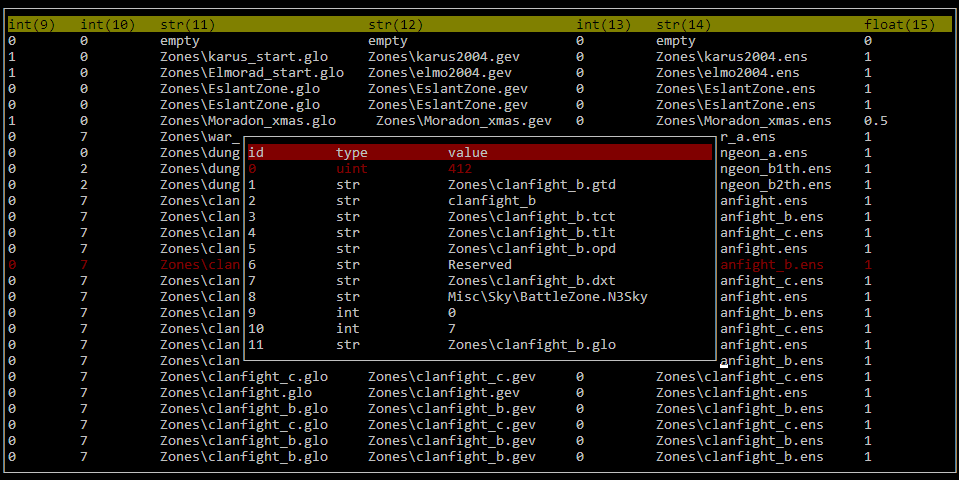 int(9) int(10) str(11) str(12) int(13) str(14) float(15)
0 0 empty empty 0 empty 0
1 0 Zones\karus_start.glo Zones\karus2004.gev 0 Zones\karus2004.ens 1
1 0 Zones\Elmorad_start.glo Zones\elmo2004.gev 0 Zones\elmo2004.ens 1
0 0 Zones\EslantZone.glo Zones\EslantZone.gev 0 Zones\EslantZone.ens 1
0 0 Zones\EslantZone.glo Zones\EslantZone.gev 0 Zones\EslantZone.ens 1
1 0 Zones\Moradon_xmas.glo Zones\Moradon_xmas.gev 0 Zones\Moradon_xmas.ens 0.5
0 7 Zones\war_ r_a.ens 1
0 0 Zones\dung id type value ngeon_a.ens 1
0 2 Zones\dung 0 uint 412 ngeon_b1th.ens 1
0 2 Zones\dung 1 str Zones\clanfight_b.gtd ngeon_b2th.ens 1
0 7 Zones\clan 2 str clanfight_b anfight.ens 1
0 7 Zones\clan 3 str Zones\clanfight_b.tct anfight_b.ens 1
0 7 Zones\clan 4 str Zones\clanfight_b.tlt anfight_c.ens 1
0 7 Zones\clan 5 str Zones\clanfight_b.opd anfight.ens 1
0 7 Zones\clan 6 str Reserved anfight_b.ens 1
0 7 Zones\clan 7 str Zones\clanfight_b.dxt anfight_c.ens 1
0 7 Zones\clan 8 str Misc\Sky\BattleZone.N3Sky anfight.ens 1
0 7 Zones\clan 9 int 0 anfight_b.ens 1
0 7 Zones\clan 10 int 7 anfight_c.ens 1
0 7 Zones\clan 11 str Zones\clanfight_b.glo anfight.ens 1
0 7 Zones\clan anfight_b.ens 1
0 7 Zones\clanfight_c.glo Zones\clanfight_c.gev 0 Zones\clanfight_c.ens 1
0 7 Zones\clanfight.glo Zones\clanfight.gev 0 Zones\clanfight.ens 1
0 7 Zones\clanfight_b.glo Zones\clanfight_b.gev 0 Zones\clanfight_b.ens 1
0 7 Zones\clanfight_c.glo Zones\clanfight_c.gev 0 Zones\clanfight_c.ens 1
0 7 Zones\clanfight_b.glo Zones\clanfight_b.gev 0 Zones\clanfight_b.ens 1
0 7 Zones\clanfight_b.glo Zones\clanfight_b.gev 0 Zones\clanfight_b.ens 1